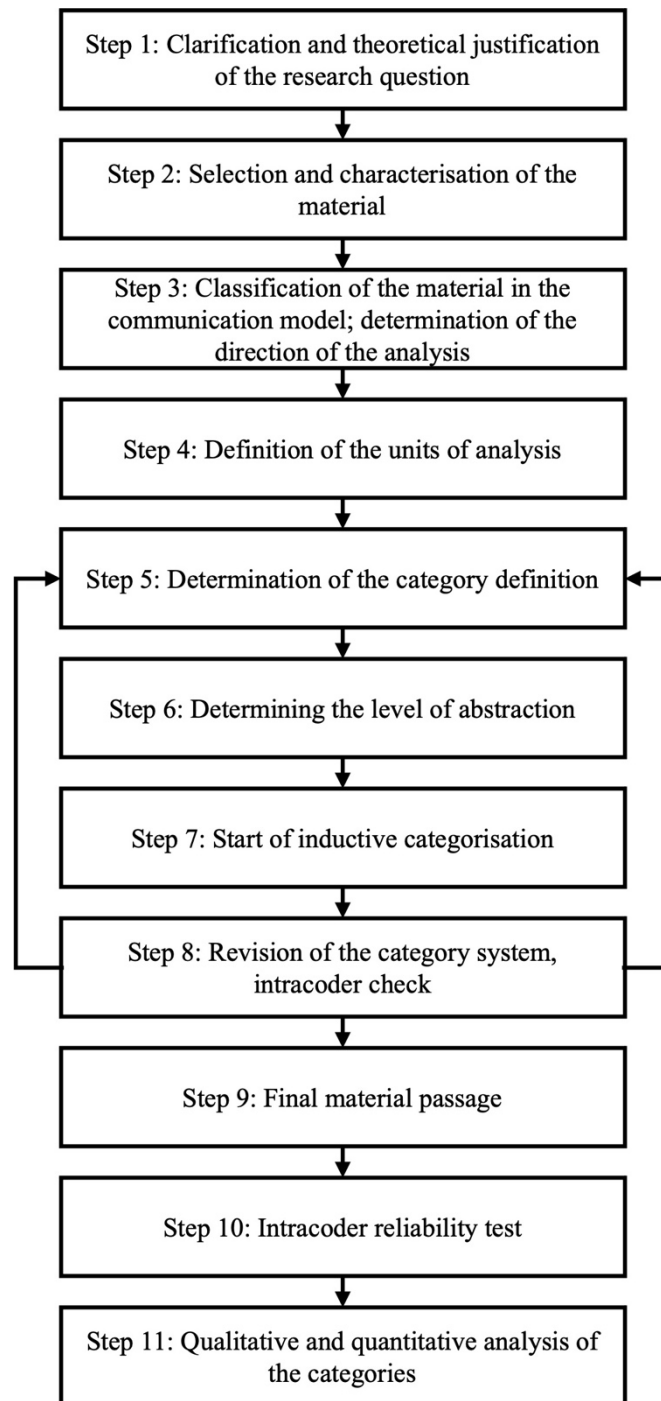 Step 1: Clarification and theoretical justification
of the research question
Step 2: Selection and characterisation of the
material
Step 3: Classification of the material in the
communication model; determination of the
direction of the analysis
Step 4: Definition of the units of analysis
Step 5: Determination of the category definition
Step 6: Determining the level of abstraction
Step 7: Start of inductive categorisation
Step 8: Revision of the category system,
intracoder check
Step 9: Final material passage
Step 10: Intracoder reliability test
Step 11: Qualitative and quantitative analysis of
the categories